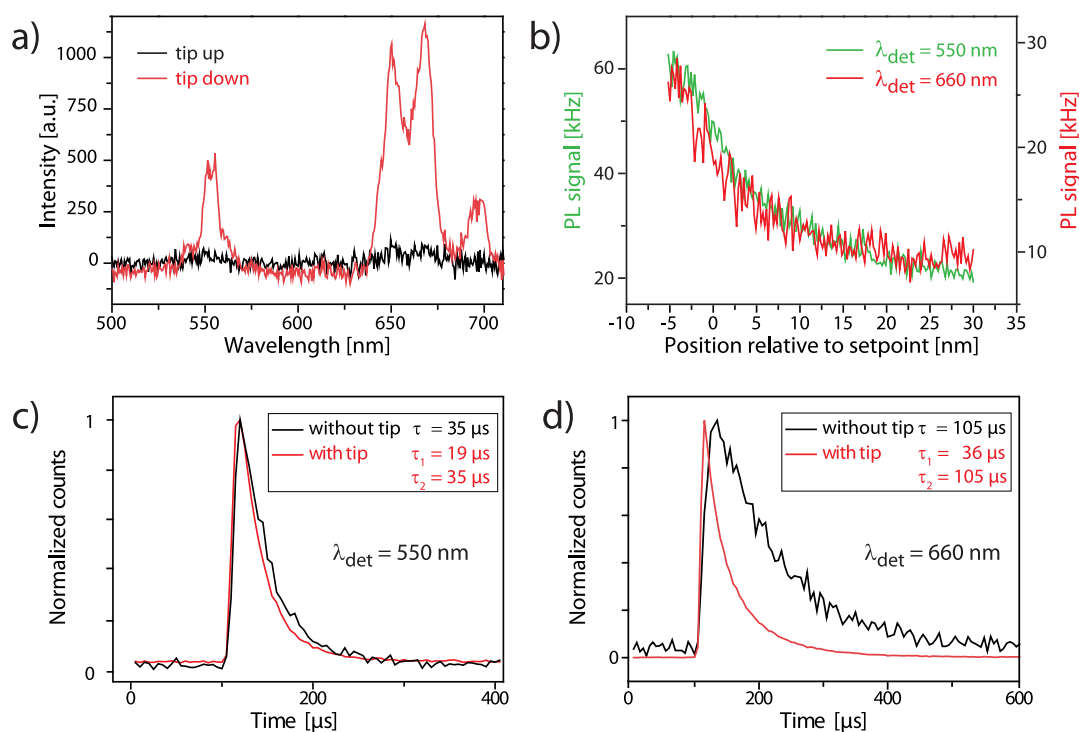 a)
tip up
tip down
1000
750
500
250
0
Intensity [a.u.]
500
550
600
650
700
Wavelength [nm]
b)
λdet = 550 nm
λdet = 660 nm
60
50
40
30
20
PL signal [kHz]
30
20
10
PL signal [kHz]
-10
-5
0
5
10
15
20
25
30
35
Position relative to setpoint [nm]
c)
without tip τ = 35 µs
with tip τ1 = 19 µs
τ2 = 35 µs
λdet = 550 nm
1
0
Normalized counts
0
200
400
Time [µs]
d)
without tip τ = 105 µs
with tip τ1 = 36 µs
τ2 = 105 µs
λdet = 660 nm
1
0
Normalized counts
0
200
400
600
Time [µs]